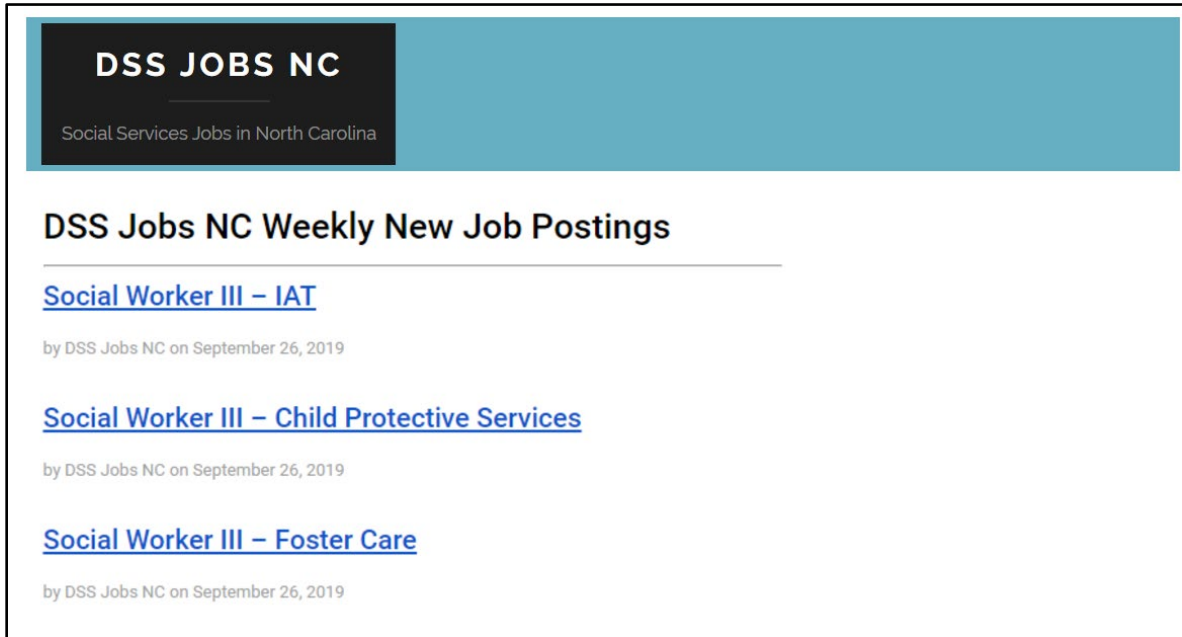 DSS JOBS NC
Social Services Jobs in North Carolina
DSS Jobs NC Weekly New Job Postings
Social Worker III – IAT
by DSS Jobs NC on September 26, 2019
Social Worker III – Child Protective Services
by DSS Jobs NC on September 26, 2019
Social Worker III – Foster Care
by DSS Jobs NC on September 26, 2019